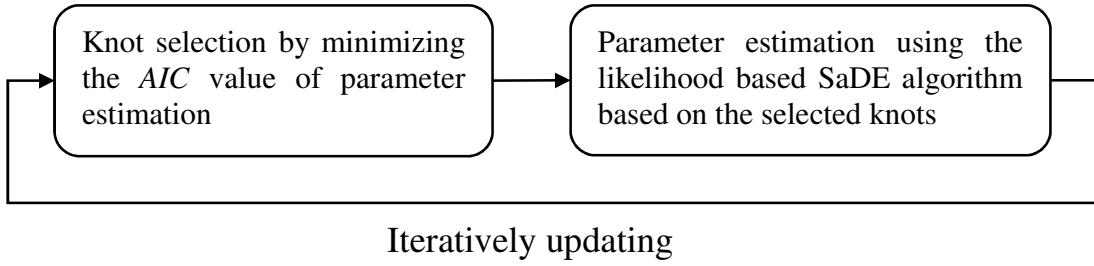 Knot selection by minimizing
the AIC value of parameter
estimation
Parameter estimation using the
likelihood based SaDE algorithm
based on the selected knots
Iteratively updating